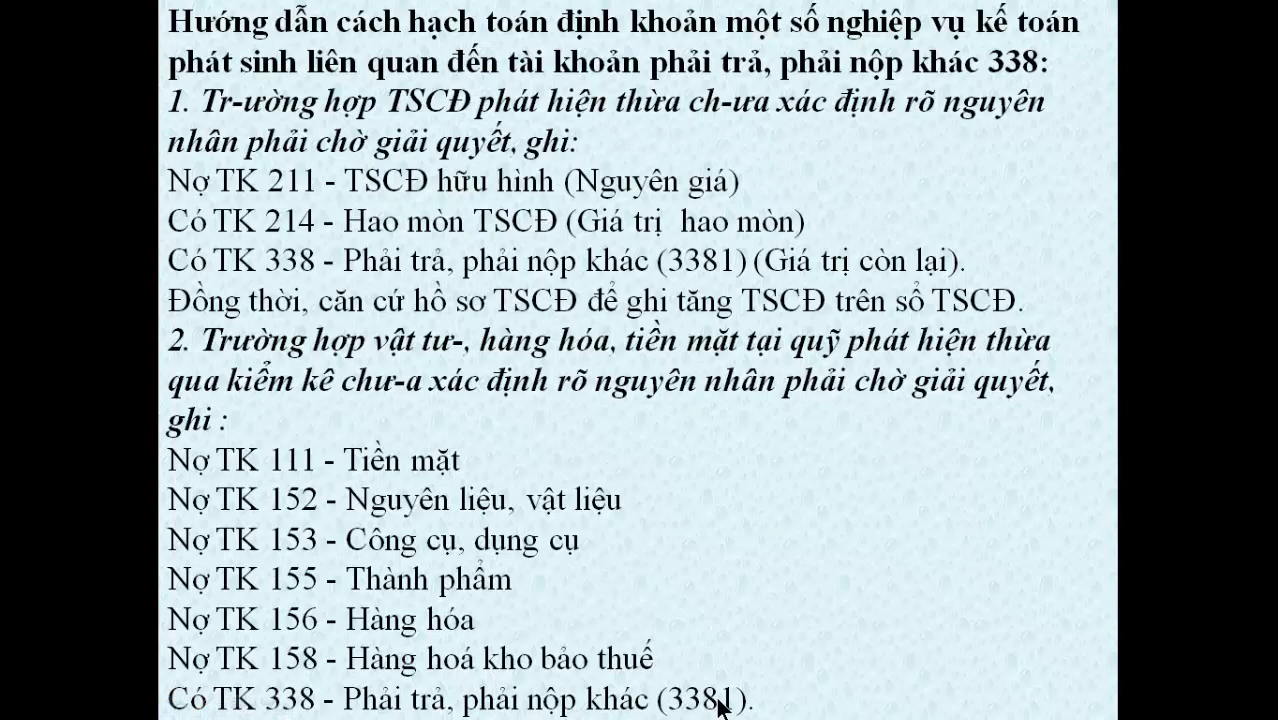 Hướng dẫn cách hạch toán định khoản một số nghiệp vụ kế toán
phát sinh liên quan đến tài khoản phải trả, phải nộp khác 338:
1. Tr-ường hợp TSCĐ phát hiện thừa ch-ưa xác định rõ nguyên
nhân phải chờ giải quyết, ghi:
Nợ TK 211 - TSCĐ hữu hình (Nguyên giá)
Có TK 214 - Hao mòn TSCĐ (Giá trị  hao mòn)
Có TK 338 - Phải trả, phải nộp khác (3381) (Giá trị còn lại).
Đồng thời, căn cứ hồ sơ TSCĐ để ghi tăng TSCĐ trên sổ TSCĐ.
2. Trường hợp vật tư-, hàng hóa, tiền mặt tại quỹ phát hiện thừa
qua kiểm kê chư-a xác định rõ nguyên nhân phải chờ giải quyết,
ghi :
Nợ TK 111 - Tiền mặt
Nợ TK 152 - Nguyên liệu, vật liệu
Nợ TK 153 - Công cụ, dụng cụ
Nợ TK 155 - Thành phẩm
Nợ TK 156 - Hàng hóa
Nợ TK 158 - Hàng hoá kho bảo thuế
Có TK 338 - Phải trả, phải nộp khác (3381).